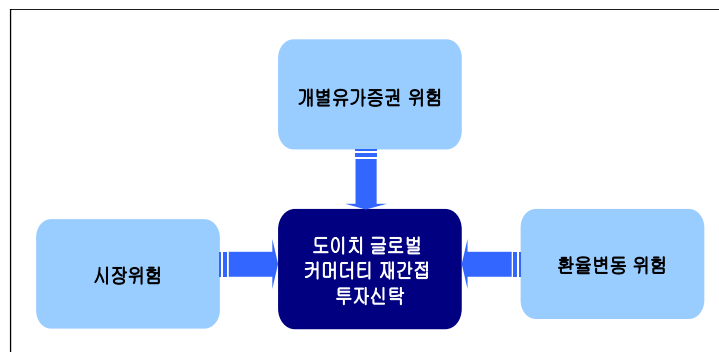 개별유가증권 위험
시장위험
도이치 글로벌
커머더티 재간접
투자신탁
환율변동 위험